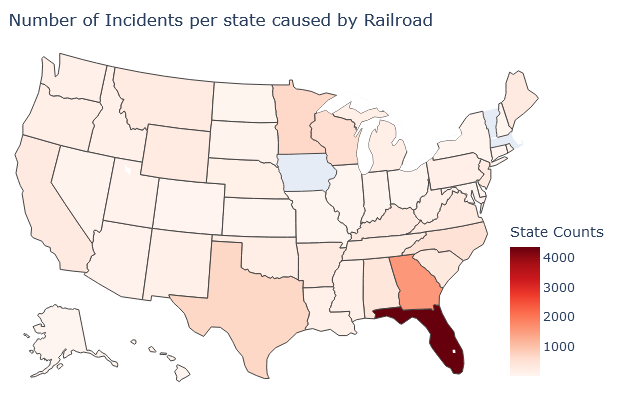 Number of Incidents per state caused by Railroad
State Counts
4000
3000
2000
1000